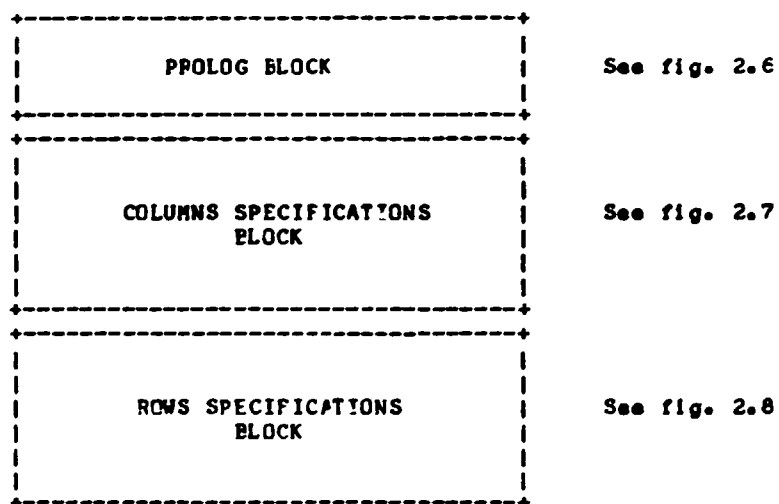 PROLOG BLOCK See fig. 2.6
COLUMNS SPECIFICATIONS See fig. 2.7
BLOCK
ROWS SPECIFICATIONS See fig. 2.8
BLOCK